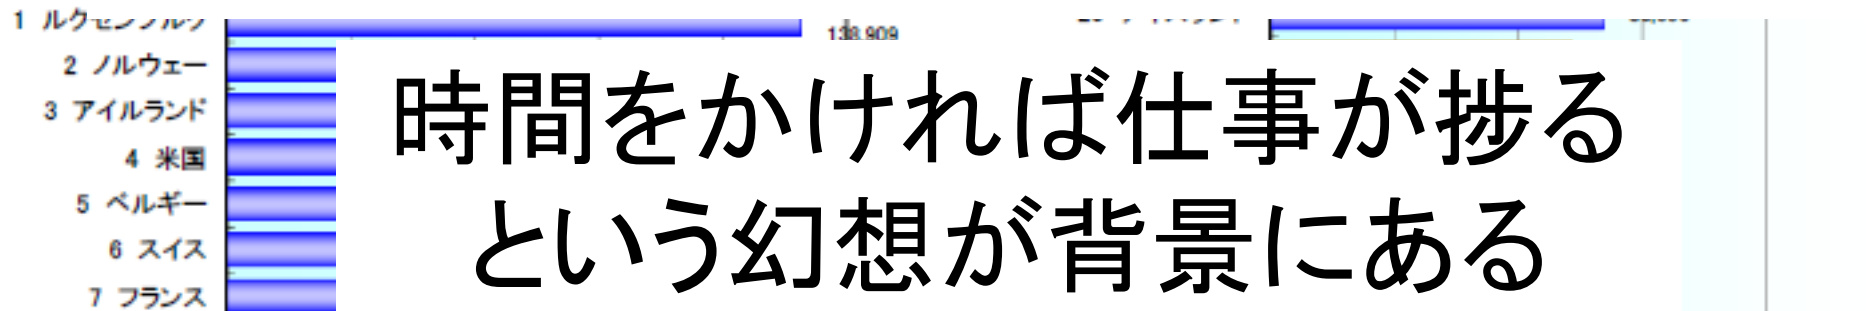 1 ルクセンブルク
138,909
2 ノルウェー
3 アイルランド
4 米国
5 ベルギー
6 スイス
7 フランス
時間をかければ仕事が捗る
という幻想が背景にある